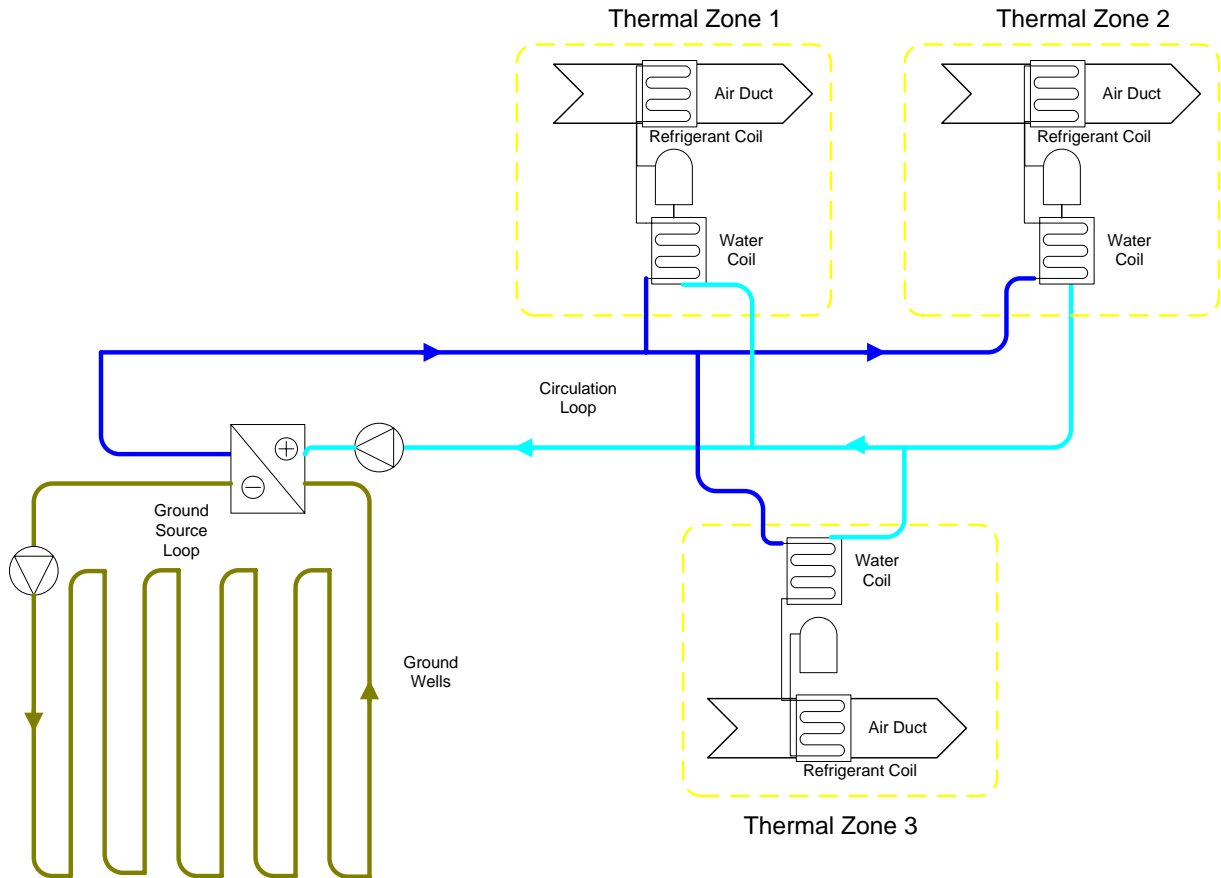 Thermal Zone 1
Thermal Zone 2
Air Duct
Refrigerant Coil
Water
Coil
Air Duct
Refrigerant Coil
Water
Coil
Circulation
Loop
Ground
Source
Loop
Ground
Wells
Water
Coil
Air Duct
Refrigerant Coil
Thermal Zone 3